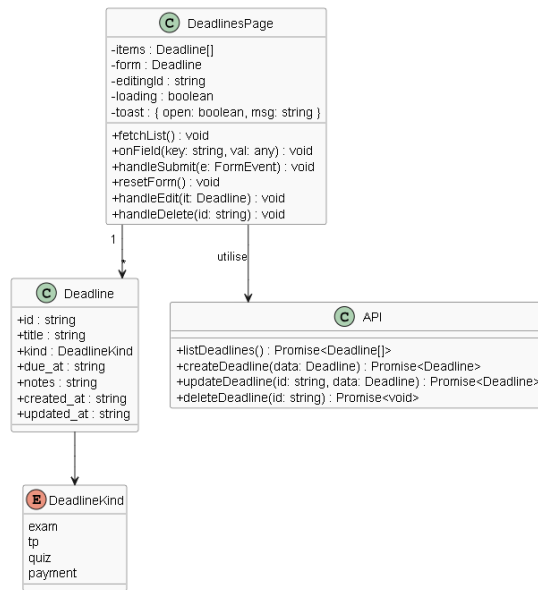 C DeadlinesPage
-items : Deadline[]
-form : Deadline
-editingId : string
-loading : boolean
-toast : { open: boolean, msg: string }
+fetchList() : void
+onField(key: string, val: any) : void
+handleSubmit(e: FormEvent) : void
+resetForm() : void
+handleEdit(it: Deadline) : void
+handleDelete(id: string) : void
1
*
utilise
C Deadline
+id : string
+title : string
+kind : DeadlineKind
+due_at : string
+notes : string
+created_at : string
+updated_at : string
C API
+listDeadlines() : Promise<Deadline[]>
+createDeadline(data: Deadline) : Promise<Deadline>
+updateDeadline(id: string, data: Deadline) : Promise<Deadline>
+deleteDeadline(id: string) : Promise<void>
E DeadlineKind
exam
tp
quiz
payment